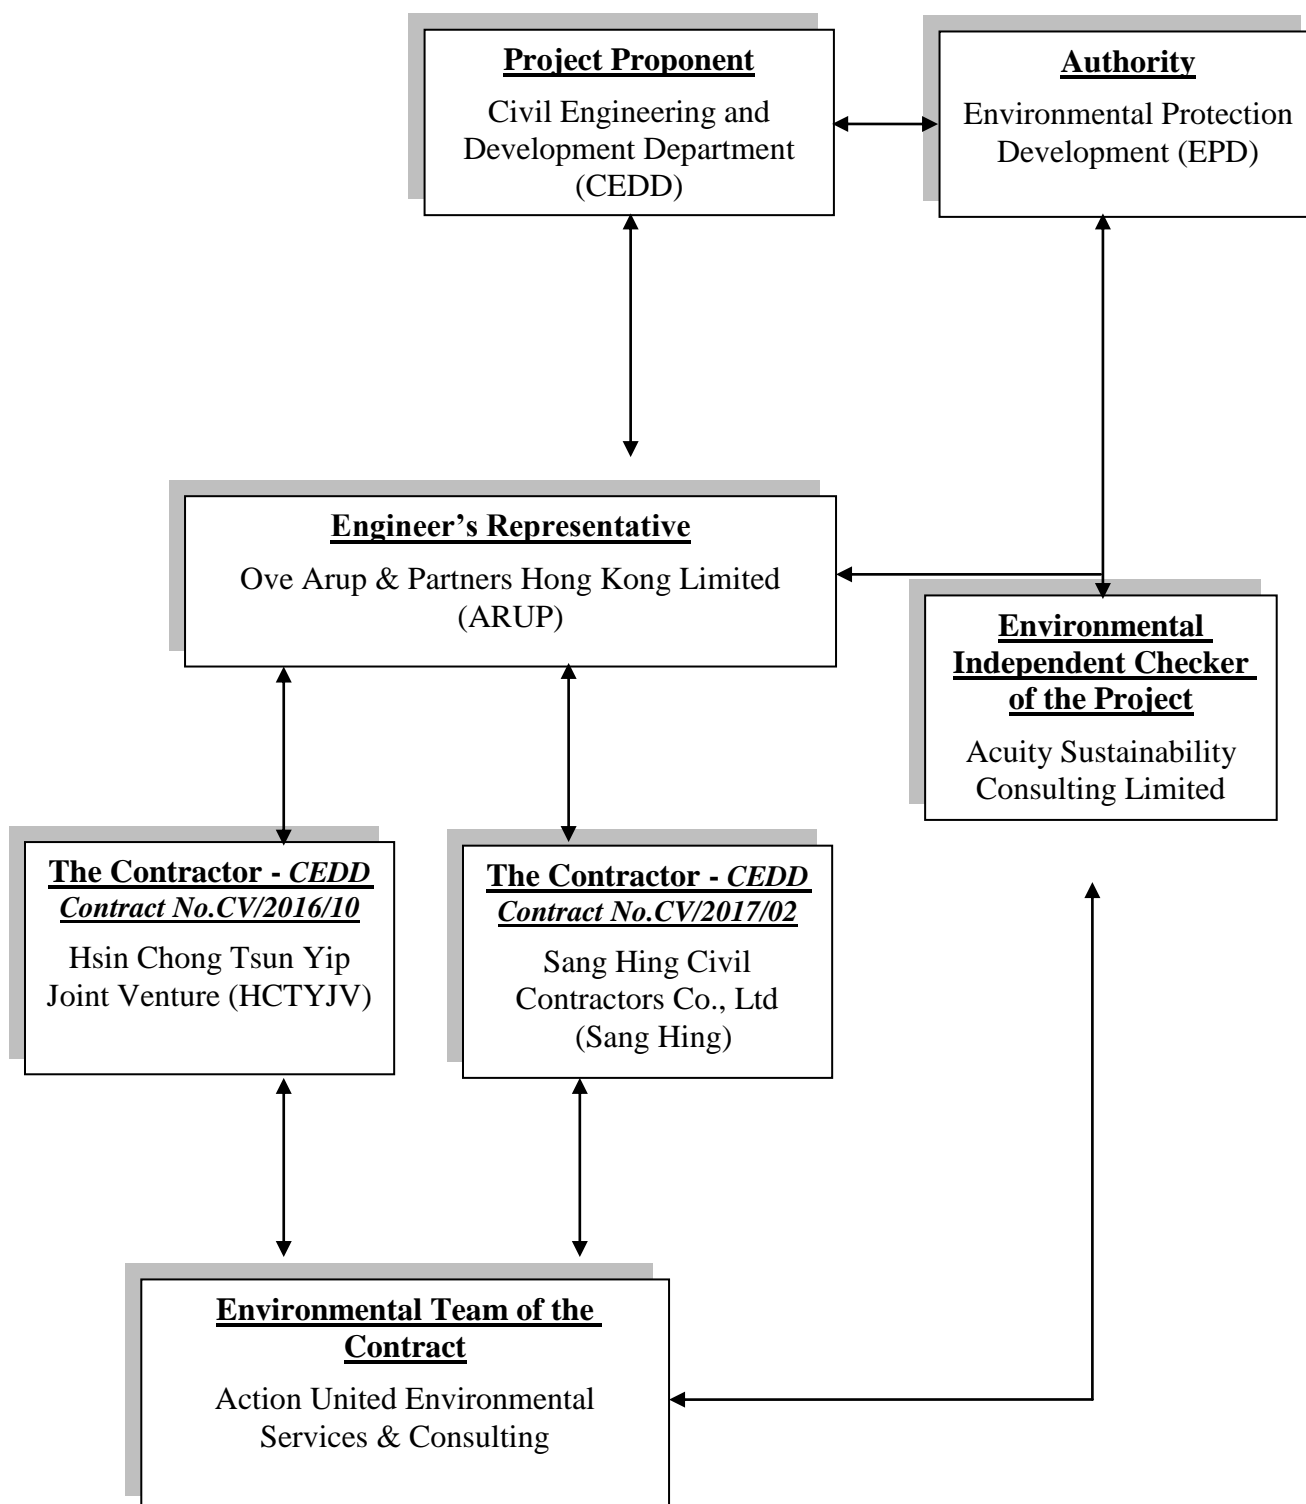 Project Proponent
Civil Engineering and
Development Department
(CEDD)
Authority
Environmental Protection
Development (EPD)
Engineer’s Representative
Ove Arup & Partners Hong Kong Limited
(ARUP)
Environmental
Independent Checker
of the Project
Acuity Sustainability
Consulting Limited
The Contractor - CEDD
Contract No.CV/2016/10
Hsin Chong Tsun Yip
Joint Venture (HCTYJV)
The Contractor - CEDD
Contract No.CV/2017/02
Sang Hing Civil
Contractors Co., Ltd
(Sang Hing)
Environmental Team of the
Contract
Action United Environmental
Services & Consulting